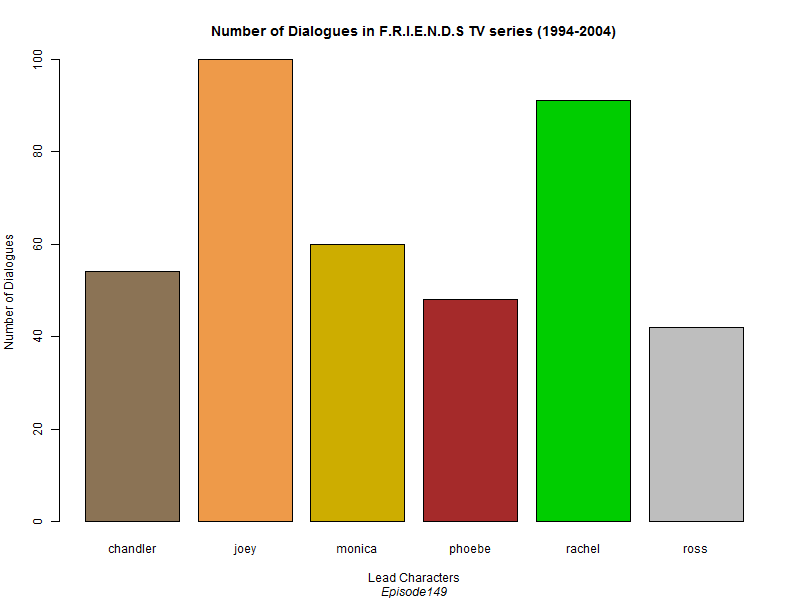 Number of Dialogues in F.R.I.E.N.D.S TV series (1994-2004)
Number of Dialogues
100
80
60
40
20
0
chandler joey monica phoebe rachel ross
Lead Characters
Episode149